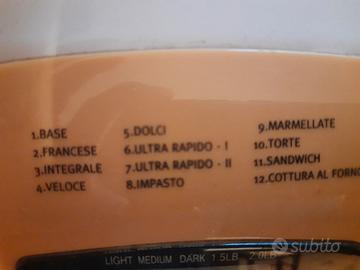 1.BASE
2.FRANCESE
3.INTEGRALE
4.VELOCE
5.DOLCI
6.ULTRA RAPIDO - I
7.ULTRA RAPIDO - II
8.IMPASTO
9.MARMELLATE
10.TORTE
11.SANDWICH
12.COTTURA AL FORNO
LIGHT MEDIUM DARK 1.5LB 2.0LB
subito